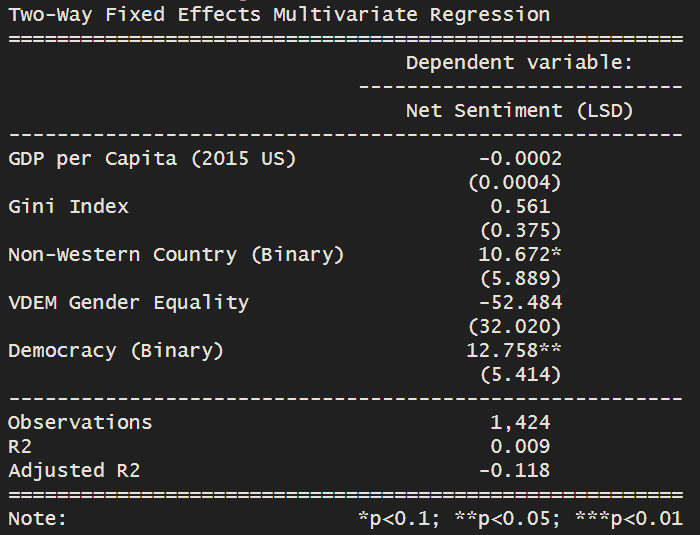 Two-Way Fixed Effects Multivariate Regression
========================================================
Dependent variable:
---------------------------
Net Sentiment (LSD)
--------------------------------------------------------
GDP per Capita (2015 US) -0.0002
(0.0004)
Gini Index 0.561
(0.375)
Non-Western Country (Binary) 10.672*
(5.889)
VDEM Gender Equality -52.484
(32.020)
Democracy (Binary) 12.758**
(5.414)
--------------------------------------------------------
Observations 1,424
R2 0.009
Adjusted R2 -0.118
========================================================
Note: *p<0.1; **p<0.05; ***p<0.01